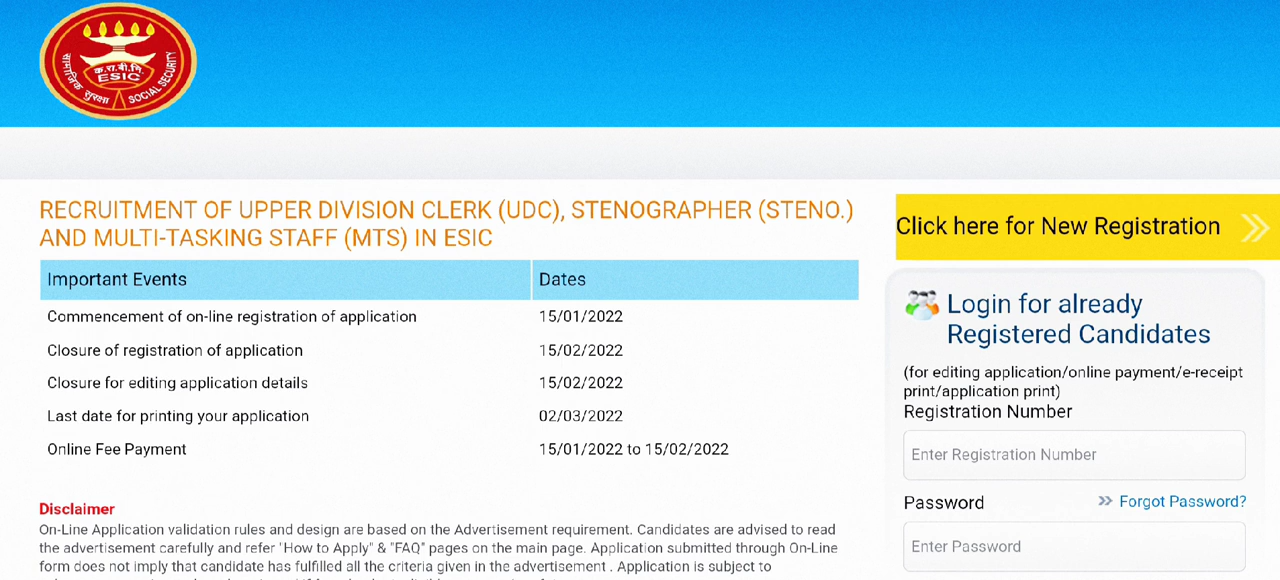 सामाजिक सुरक्षा
क.रा.बी.नि.
ESIC
SOCIAL SECURITY
RECRUITMENT OF UPPER DIVISION CLERK (UDC), STENOGRAPHER (STENO.)
AND MULTI-TASKING STAFF (MTS) IN ESIC
Important Events Dates
Commencement of on-line registration of application 15/01/2022
Closure of registration of application 15/02/2022
Closure for editing application details 15/02/2022
Last date for printing your application 02/03/2022
Online Fee Payment 15/01/2022 to 15/02/2022
Disclaimer
On-Line Application validation rules and design are based on the Advertisement requirement. Candidates are advised to read
the advertisement carefully and refer "How to Apply" & "FAQ" pages on the main page. Application submitted through On-Line
form does not imply that candidate has fulfilled all the criteria given in the advertisement . Application is subject to
Click here for New Registration
Login for already
Registered Candidates
(for editing application/online payment/e-receipt
print/application print)
Registration Number
Enter Registration Number
Password » Forgot Password?
Enter Password